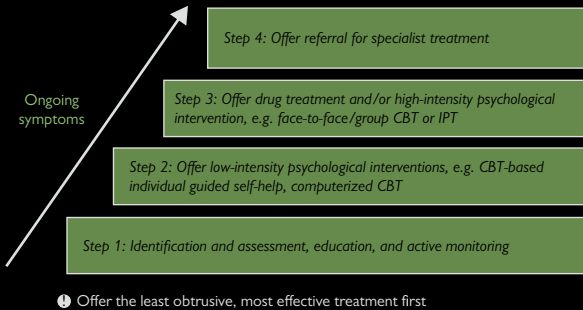 Step 4: Offer referral for specialist treatment
Ongoing
symptoms
Step 3: Offer drug treatment and/or high-intensity psychological
intervention, e.g. face-to-face/group CBT or IPT
Step 2: Offer low-intensity psychological interventions, e.g. CBT-based
individual guided self-help, computerized CBT
Step 1: Identification and assessment, education, and active monitoring
! Offer the least obtrusive, most effective treatment first